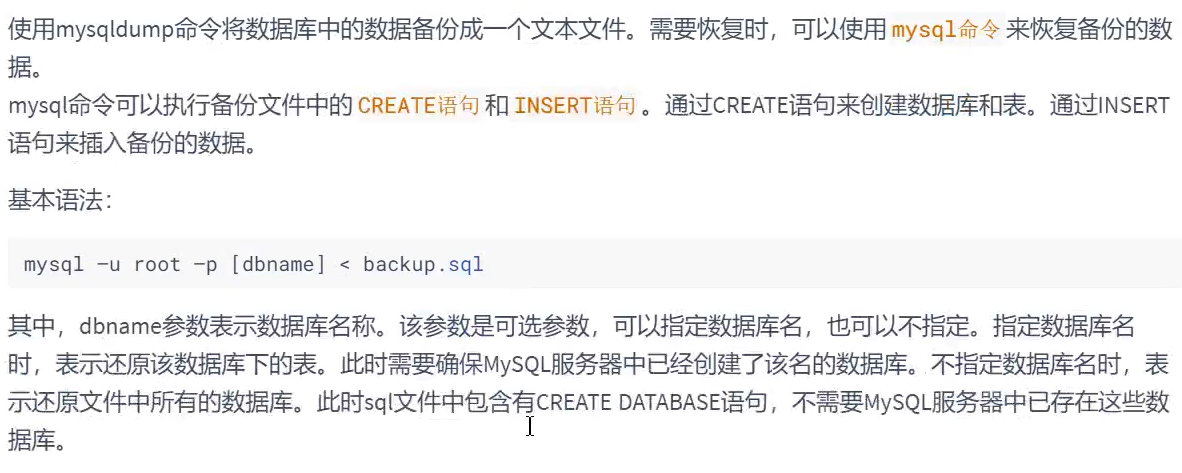 使用mysqldump命令将数据库中的数据备份成一个文本文件。需要恢复时，可以使用 mysql命令 来恢复备份的数
据。
mysql命令可以执行备份文件中的 CREATE语句 和 INSERT语句 。通过CREATE语句来创建数据库和表。通过INSERT
语句来插入备份的数据。
基本语法：
mysql –u root –p [dbname] < backup.sql
其中，dbname参数表示数据库名称。该参数是可选参数，可以指定数据库名，也可以不指定。指定数据库名
时，表示还原该数据库下的表。此时需要确保MySQL服务器中已经创建了该名的数据库。不指定数据库名时，表
示还原文件中所有的数据库。此时sql文件中包含有CREATE DATABASE语句，不需要MySQL服务器中已存在这些数
据库。